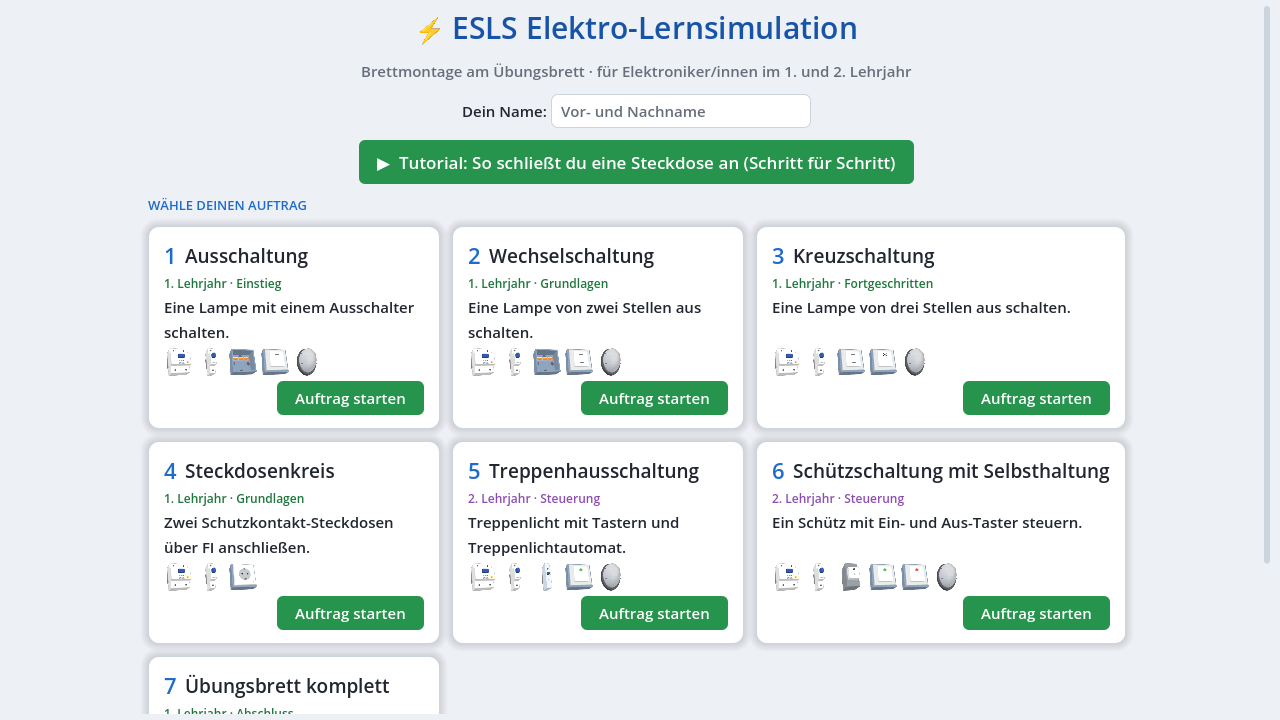 ⚡ ESLS Elektro-Lernsimulation
Brettmontage am Übungsbrett · für Elektroniker/innen im 1. und 2. Lehrjahr
Dein Name: Vor- und Nachname
▶ Tutorial: So schließt du eine Steckdose an (Schritt für Schritt)
WÄHLE DEINEN AUFTRAG
1 Ausschaltung
1. Lehrjahr · Einstieg
Eine Lampe mit einem Ausschalter
schalten.
Auftrag starten
2 Wechselschaltung
1. Lehrjahr · Grundlagen
Eine Lampe von zwei Stellen aus
schalten.
Auftrag starten
3 Kreuzschaltung
1. Lehrjahr · Fortgeschritten
Eine Lampe von drei Stellen aus schalten.
Auftrag starten
4 Steckdosenkreis
1. Lehrjahr · Grundlagen
Zwei Schutzkontakt-Steckdosen
über FI anschließen.
Auftrag starten
5 Treppenhausschaltung
2. Lehrjahr · Steuerung
Treppenlicht mit Tastern und
Treppenlichtautomat.
Auftrag starten
6 Schützschaltung mit Selbsthaltung
2. Lehrjahr · Steuerung
Ein Schütz mit Ein- und Aus-Taster steuern.
Auftrag starten
7 Übungsbrett komplett
1. Lehrjahr · Abschluss